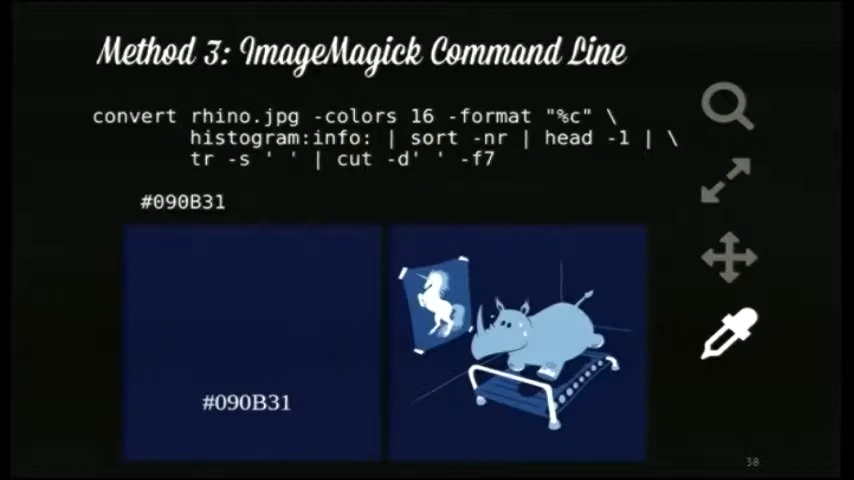 Method 3: ImageMagick Command Line
convert rhino.jpg -colors 16 -format "%c" \
histogram:info: | sort -nr | head -1 | \
tr -s ' ' | cut -d' ' -f7
#090B31
#090B31
38